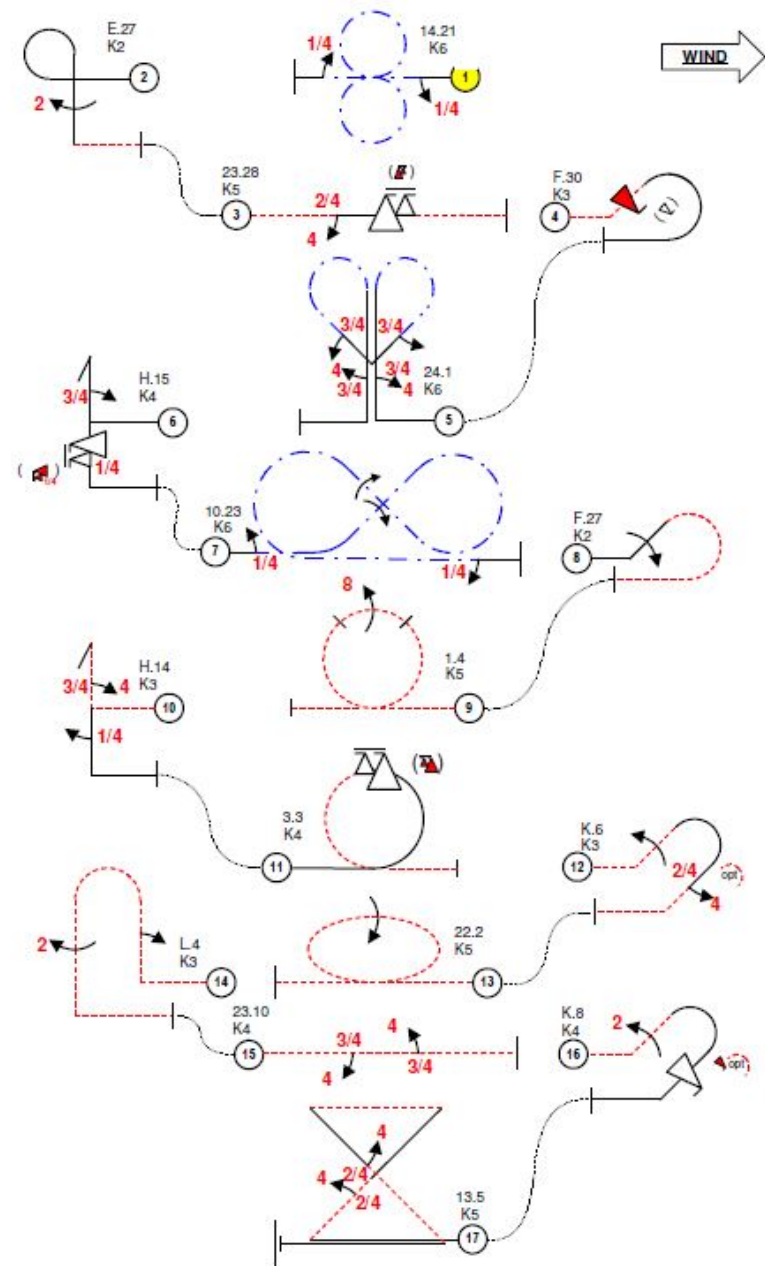 E.27
K2
2
2
14.21
K6
1/4
1
1/4
WIND
23.28
K5
3
2/4
4
F.30
K3
4
3/4
3/4
4
3/4
3/4
4
24.1
K6
5
H.15
K4
3/4
6
1/4
10.23
K6
7
1/4
1/4
F.27
K2
8
8
1.4
K5
9
H.14
K3
3/4
4
10
1/4
3.3
K4
11
K.6
K3
12
2/4
4
opt
2
L.4
K3
14
22.2
K5
13
23.10
K4
15
3/4
4
4
3/4
K.8
K4
16
2
opt
4
4
2/4
2/4
13.5
K5
17